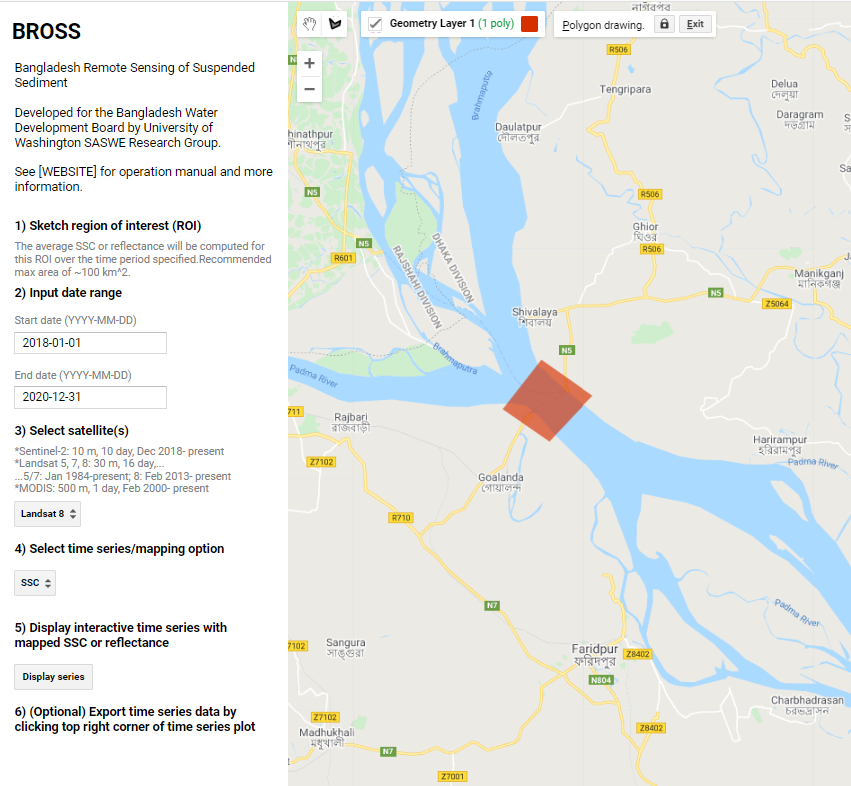 BROSS
Bangladesh Remote Sensing of Suspended
Sediment
Developed for the Bangladesh Water
Development Board by University of
Washington SASWE Research Group.
See [WEBSITE] for operation manual and more
information.
1) Sketch region of interest (ROI)
The average SSC or reflectance will be computed for
this ROI over the time period specified.Recommended
max area of ~100 km^2.
2) Input date range
Start date (YYYY-MM-DD)
2018-01-01
End date (YYYY-MM-DD)
2020-12-31
3) Select satellite(s)
*Sentinel-2: 10 m, 10 day, Dec 2018- present
*Landsat 5, 7, 8: 30 m, 16 day,...
...5/7: Jan 1984-present; 8: Feb 2013- present
*MODIS: 500 m, 1 day, Feb 2000- present
Landsat 8
4) Select time series/mapping option
SSC
5) Display interactive time series with
mapped SSC or reflectance
Display series
6) (Optional) Export time series data by
clicking top right corner of time series plot
Geometry Layer 1 (1 poly)
Polygon drawing.
Exit
+
−
R506
Tengripara
Delua
দেলুয়া
Daragram
দড়গ্রাম
Brahmaputra
Daulatpur
দৌলতপুর
hinathpur
N5
R506
Ghior
ঘিওর
R506
N5
R601
RAJSHAHI DIVISION
DHAKA DIVISION
Manikganj
মানিকগঞ্জ
N5
Z5064
Shivalaya
শিবালয়
N5
Brahmaputra
Padma River
711
Rajbari
রাজবাড়ী
Z7102
Harirampur
হরিরামপুর
Padma River
Goalanda
গোয়ালন্দ
R710
N7
Padma River
7102
Sangura
সাঙ্গুরা
Faridpur
ফরিদপুর
Z8402
N804
Charbhadrasan
চরভদ্রাসন
Z7102
Madhukhali
মধুখালী
Z8402
N7
Z7001